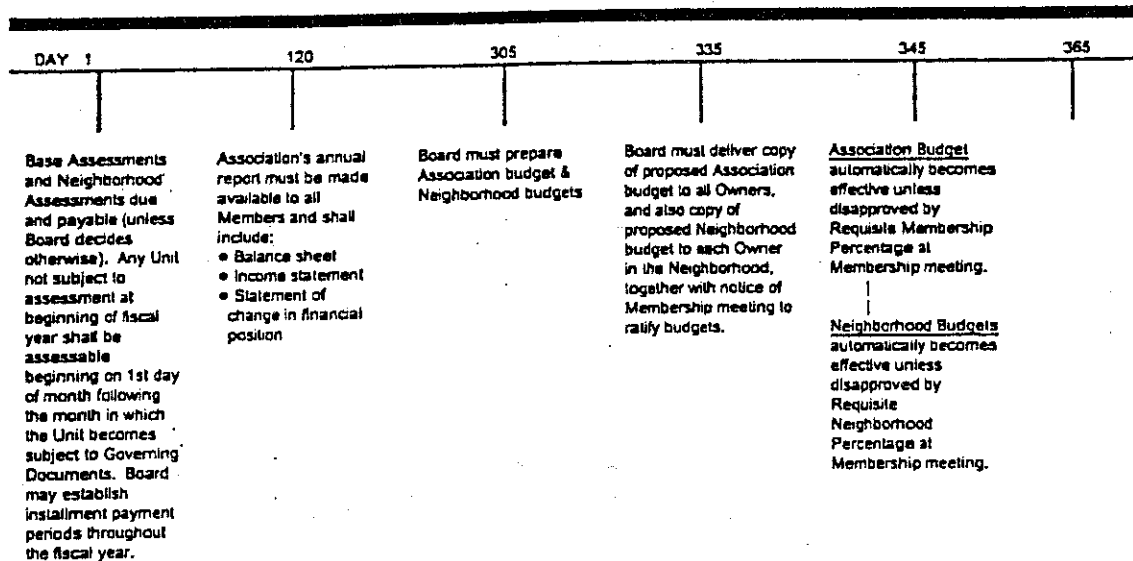 DAY 1 120 305 335 345 365
Base Assessments
and Neighborhood
Assessments due
and payable (unless
Board decides
otherwise). Any Unit
not subject to
assessment at
beginning of fiscal
year shall be
assessable
beginning on 1st day
of month following
the month in which
the Unit becomes
subject to Governing
Documents. Board
may establish
installment payment
periods throughout
the fiscal year.
Association's annual
report must be made
available to all
Members and shall
include:
● Balance sheet
● Income statement
● Statement of
change in financial
position
Board must prepare
Association budget &
Neighborhood budgets
Board must deliver copy
of proposed Association
budget to all Owners,
and also copy of
proposed Neighborhood
budget to each Owner
in the Neighborhood,
together with notice of
Membership meeting to
ratify budgets.
Association Budget
automatically becomes
effective unless
disapproved by
Requisite Membership
Percentage at
Membership meeting.
Neighborhood Budgets
automatically becomes
effective unless
disapproved by
Requisite
Neighborhood
Percentage at
Membership meeting.